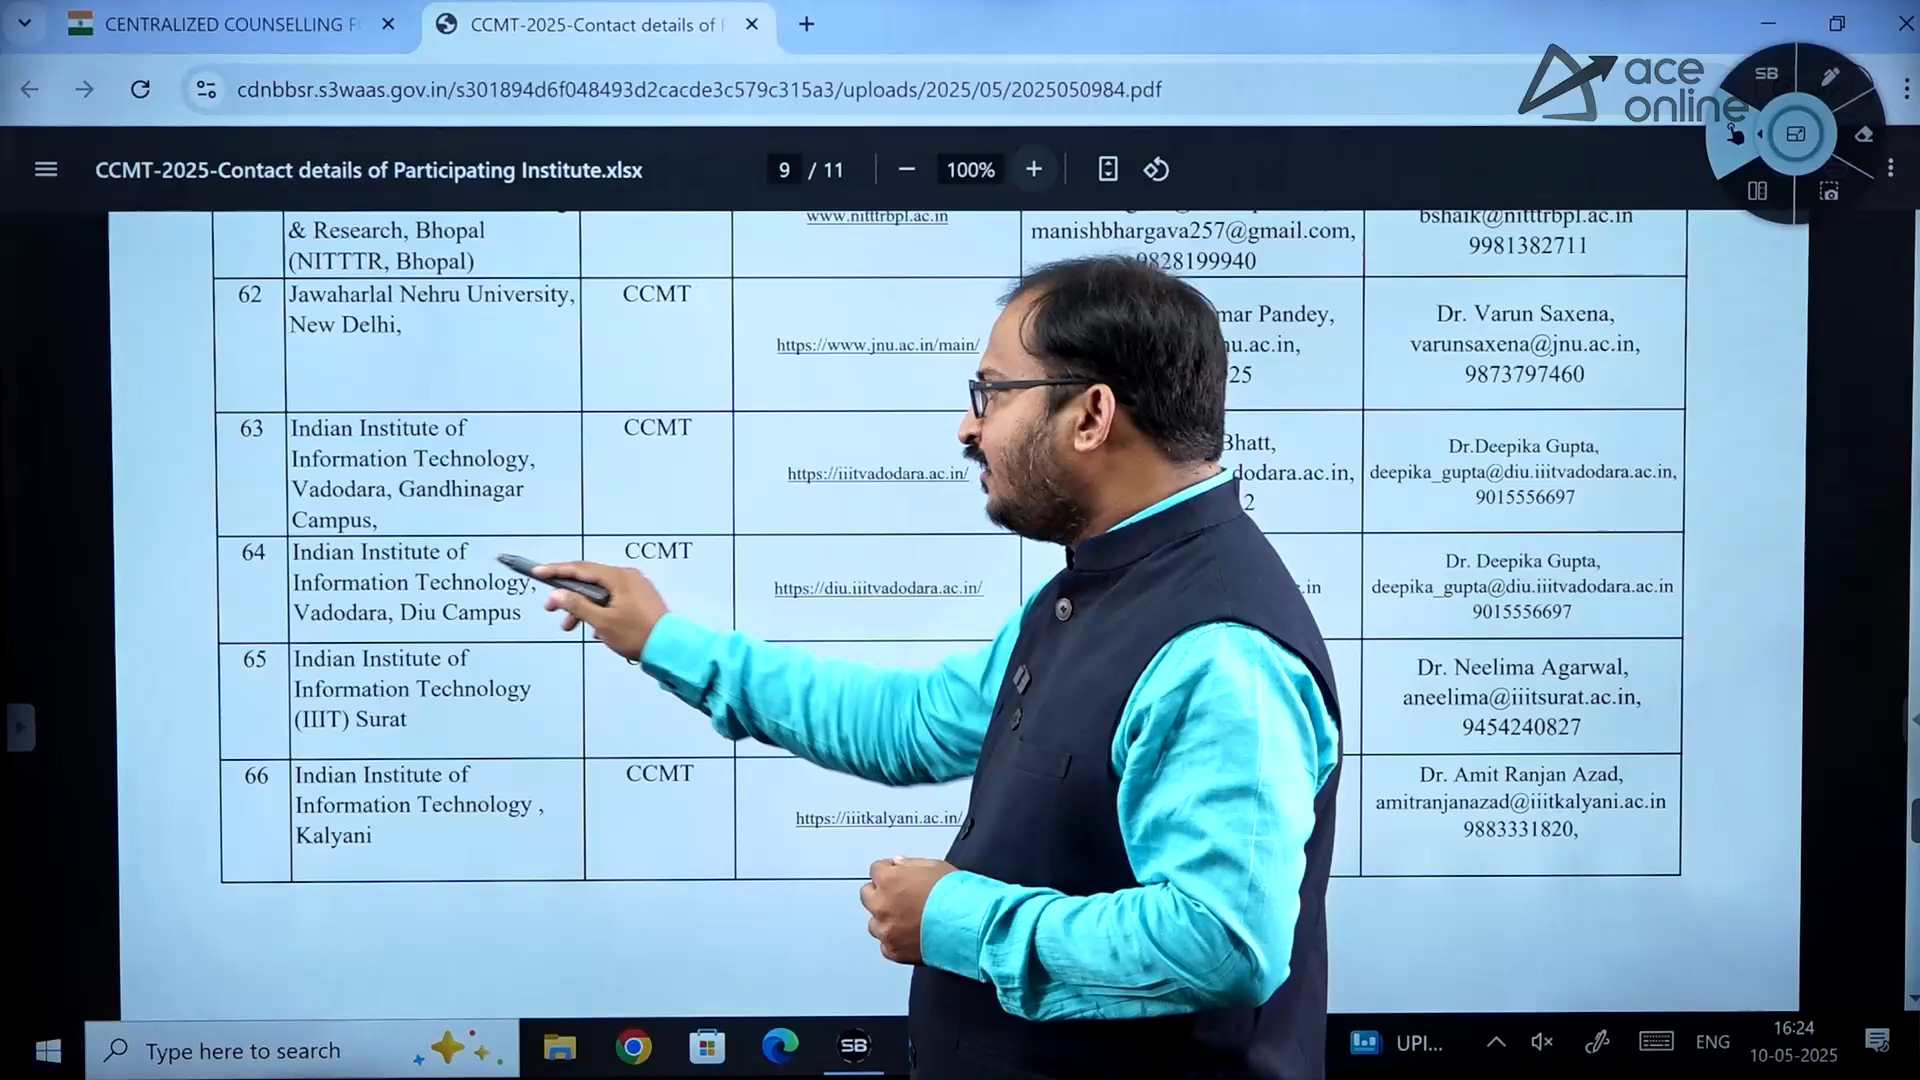 CENTRALIZED COUNSELLING F
CCMT-2025-Contact details of
cdnbbsr.s3waas.gov.in/s301894d6f048493d2cacde3c579c315a3/uploads/2025/05/2025050984.pdf
ace
online
SB
CCMT-2025-Contact details of Participating Institute.xlsx
9 / 11
100%
& Research, Bhopal
(NITTTR, Bhopal)
www.nitttrbpl.ac.in
manishbhargava257@gmail.com,
9828199940
bshaik@nitttrbpl.ac.in
9981382711
62
Jawaharlal Nehru University,
New Delhi,
CCMT
https://www.jnu.ac.in/main/
mar Pandey,
nu.ac.in,
25
Dr. Varun Saxena,
varunsaxena@jnu.ac.in,
9873797460
63
Indian Institute of
Information Technology,
Vadodara, Gandhinagar
Campus,
CCMT
https://iiitvadodara.ac.in/
Bhatt,
dodara.ac.in,
2
Dr.Deepika Gupta,
deepika_gupta@diu.iiitvadodara.ac.in,
9015556697
64
Indian Institute of
Information Technology,
Vadodara, Diu Campus
CCMT
https://diu.iiitvadodara.ac.in/
.in
Dr. Deepika Gupta,
deepika_gupta@diu.iiitvadodara.ac.in
9015556697
65
Indian Institute of
Information Technology
(IIIT) Surat
Dr. Neelima Agarwal,
aneelima@iiitsurat.ac.in,
9454240827
66
Indian Institute of
Information Technology ,
Kalyani
CCMT
https://iiitkalyani.ac.in/
Dr. Amit Ranjan Azad,
amitranjanazad@iiitkalyani.ac.in
9883331820,
Type here to search
SB
UPI...
ENG
16:24
10-05-2025